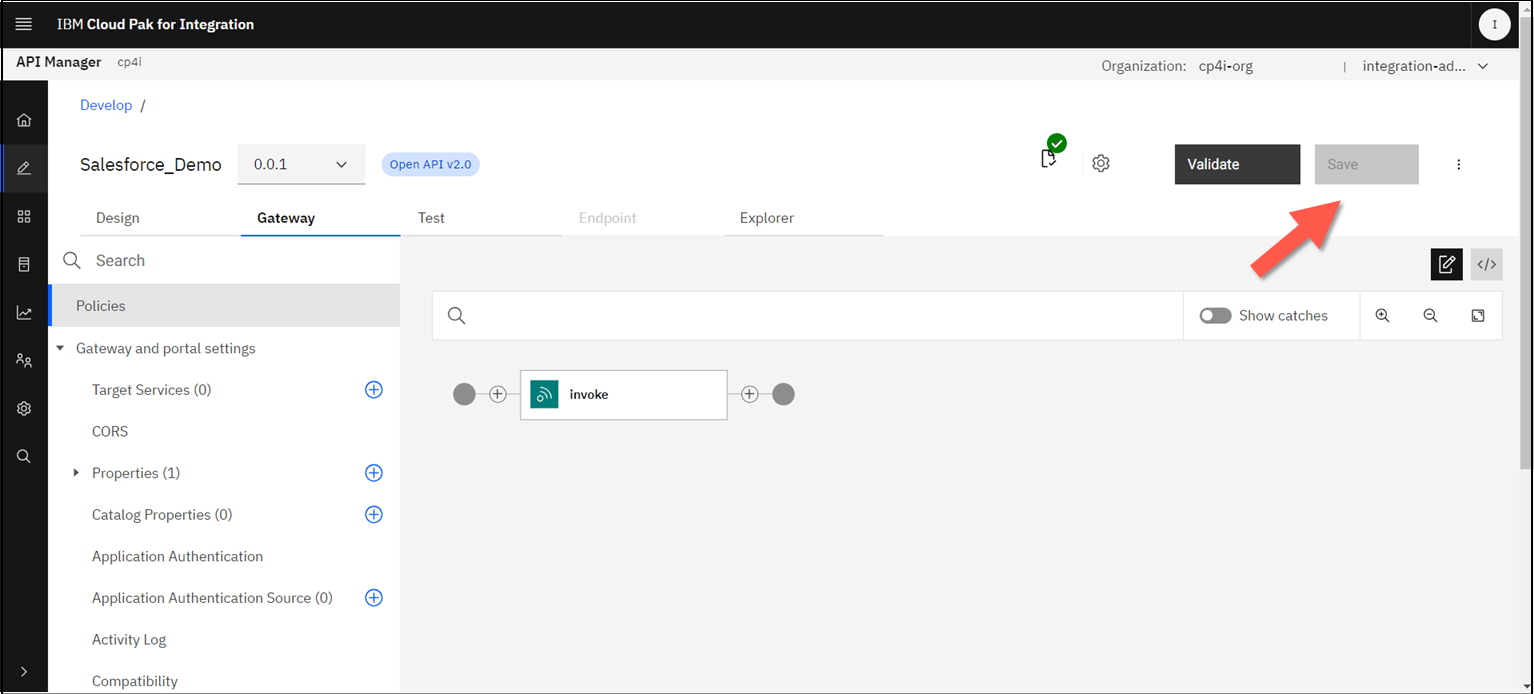 IBM Cloud Pak for Integration
I
API Manager cp4i
Organization: cp4i-org | integration-ad...
Develop /
Salesforce_Demo 0.0.1 Open API v2.0
Validate Save
Design Gateway Test Endpoint Explorer
Search
</>
Policies
Show catches
Gateway and portal settings
Target Services (0)
invoke
CORS
Properties (1)
Catalog Properties (0)
Application Authentication
Application Authentication Source (0)
Activity Log
Compatibility